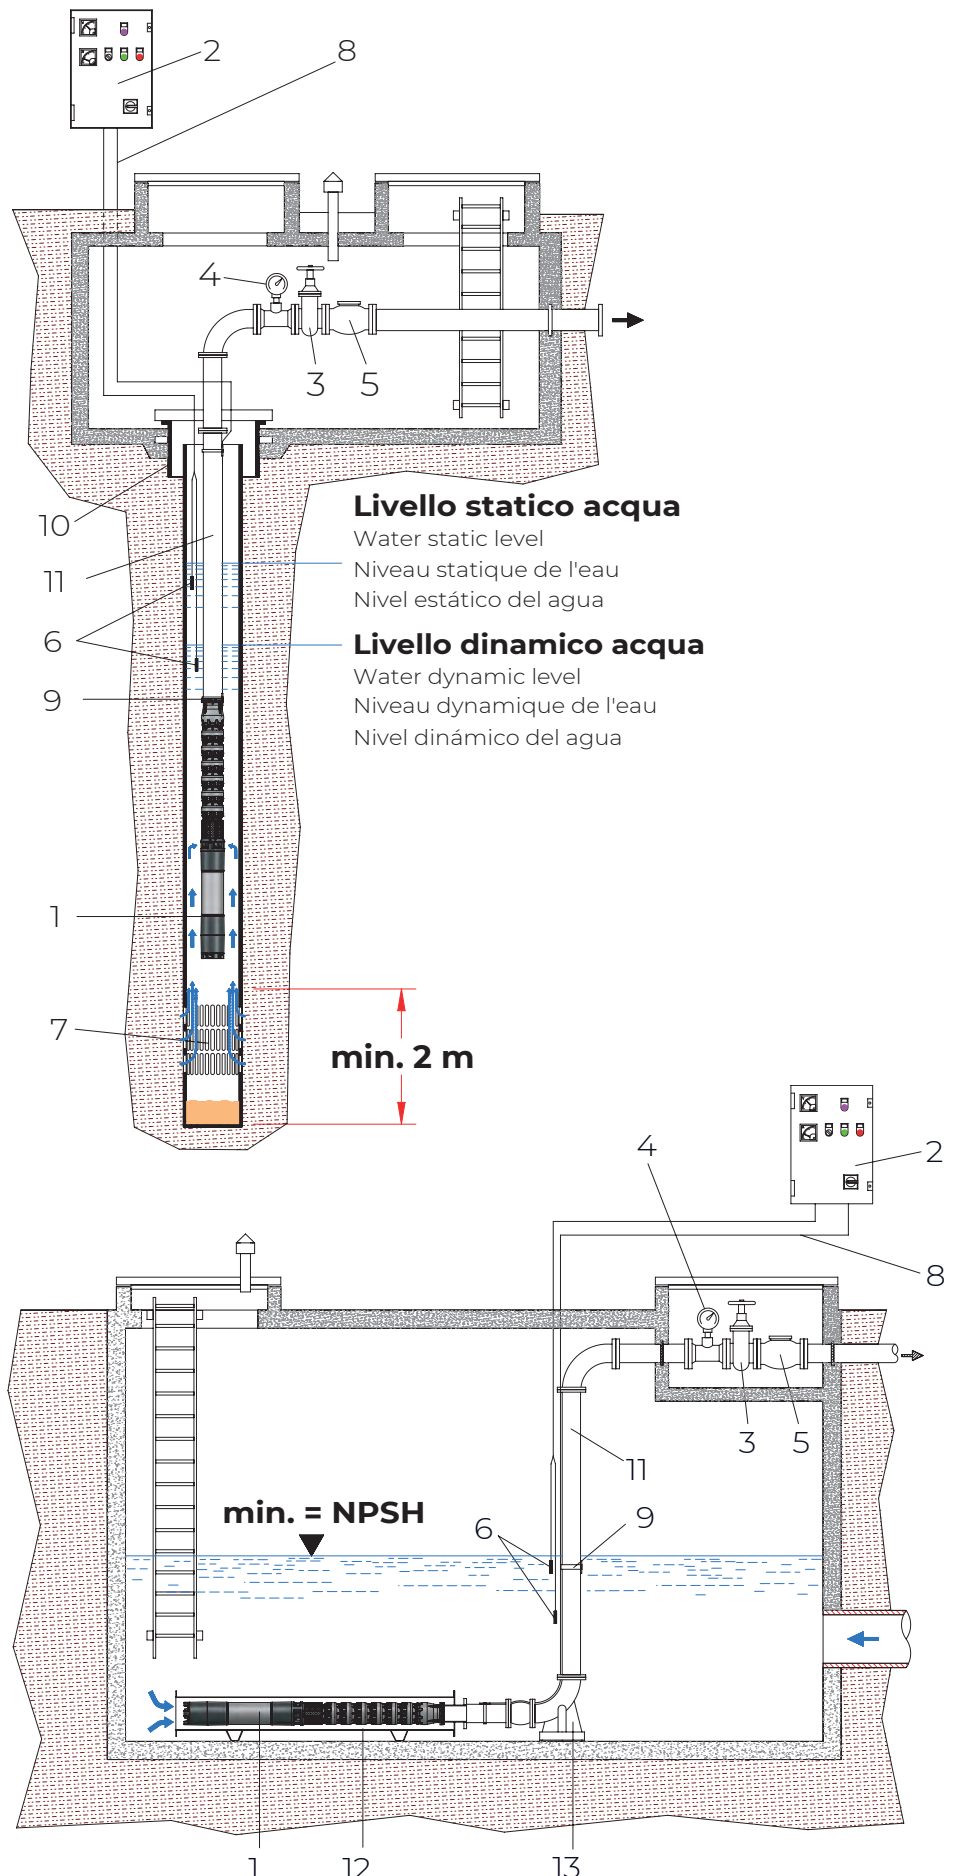 2
8
4
3
5
10
11
6
9
1
7
Livello statico acqua
Water static level
Niveau statique de l'eau
Nivel estático del agua
Livello dinamico acqua
Water dynamic level
Niveau dynamique de l'eau
Nivel dinámico del agua
min. 2 m
4
2
8
3
5
11
min. = NPSH
6
9
1
12
13